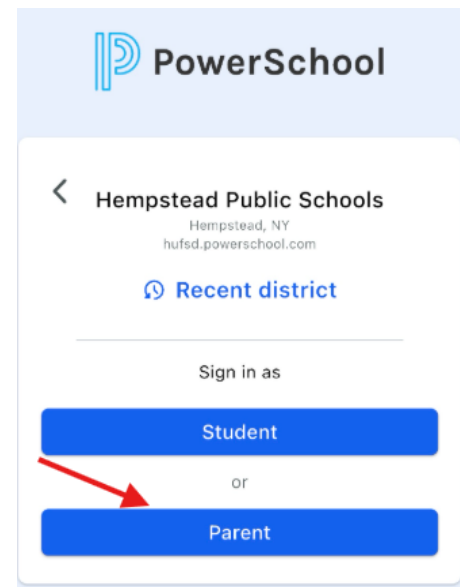 PowerSchool
Hempstead Public Schools
Hempstead, NY
hufsd.powerschool.com
Recent district
Sign in as
Student
or
Parent